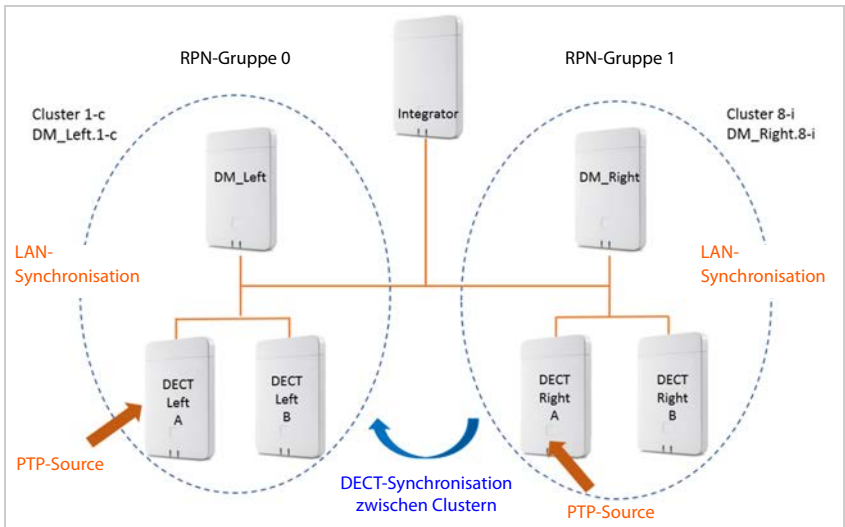 RPN-Gruppe 0
RPN-Gruppe 1
Integrator
Cluster 1-c
DM_Left.1-c
Cluster 8-i
DM_Right.8-i
DM_Left
DM_Right
LAN-
Synchronisation
LAN-
Synchronisation
DECT
Left
A
DECT
Left
B
DECT
Right
A
DECT
Right
B
PTP-Source
DECT-Synchronisation
zwischen Clustern
PTP-Source